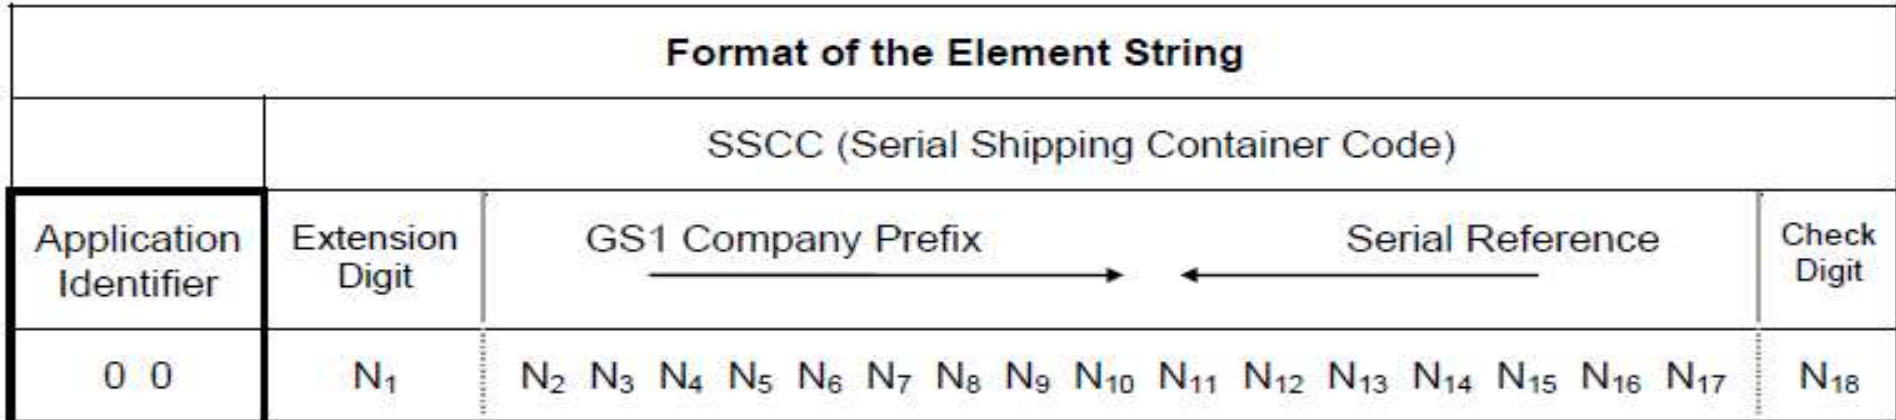 Format of the Element String
SSCC (Serial Shipping Container Code)
Application Identifier
Extension Digit
GS1 Company Prefix
Serial Reference
Check Digit
0 0 N₁ N₂ N₃ N₄ N₅ N₆ N₇ N₈ N₉ N₁₀ N₁₁ N₁₂ N₁₃ N₁₄ N₁₅ N₁₆ N₁₇ N₁₈